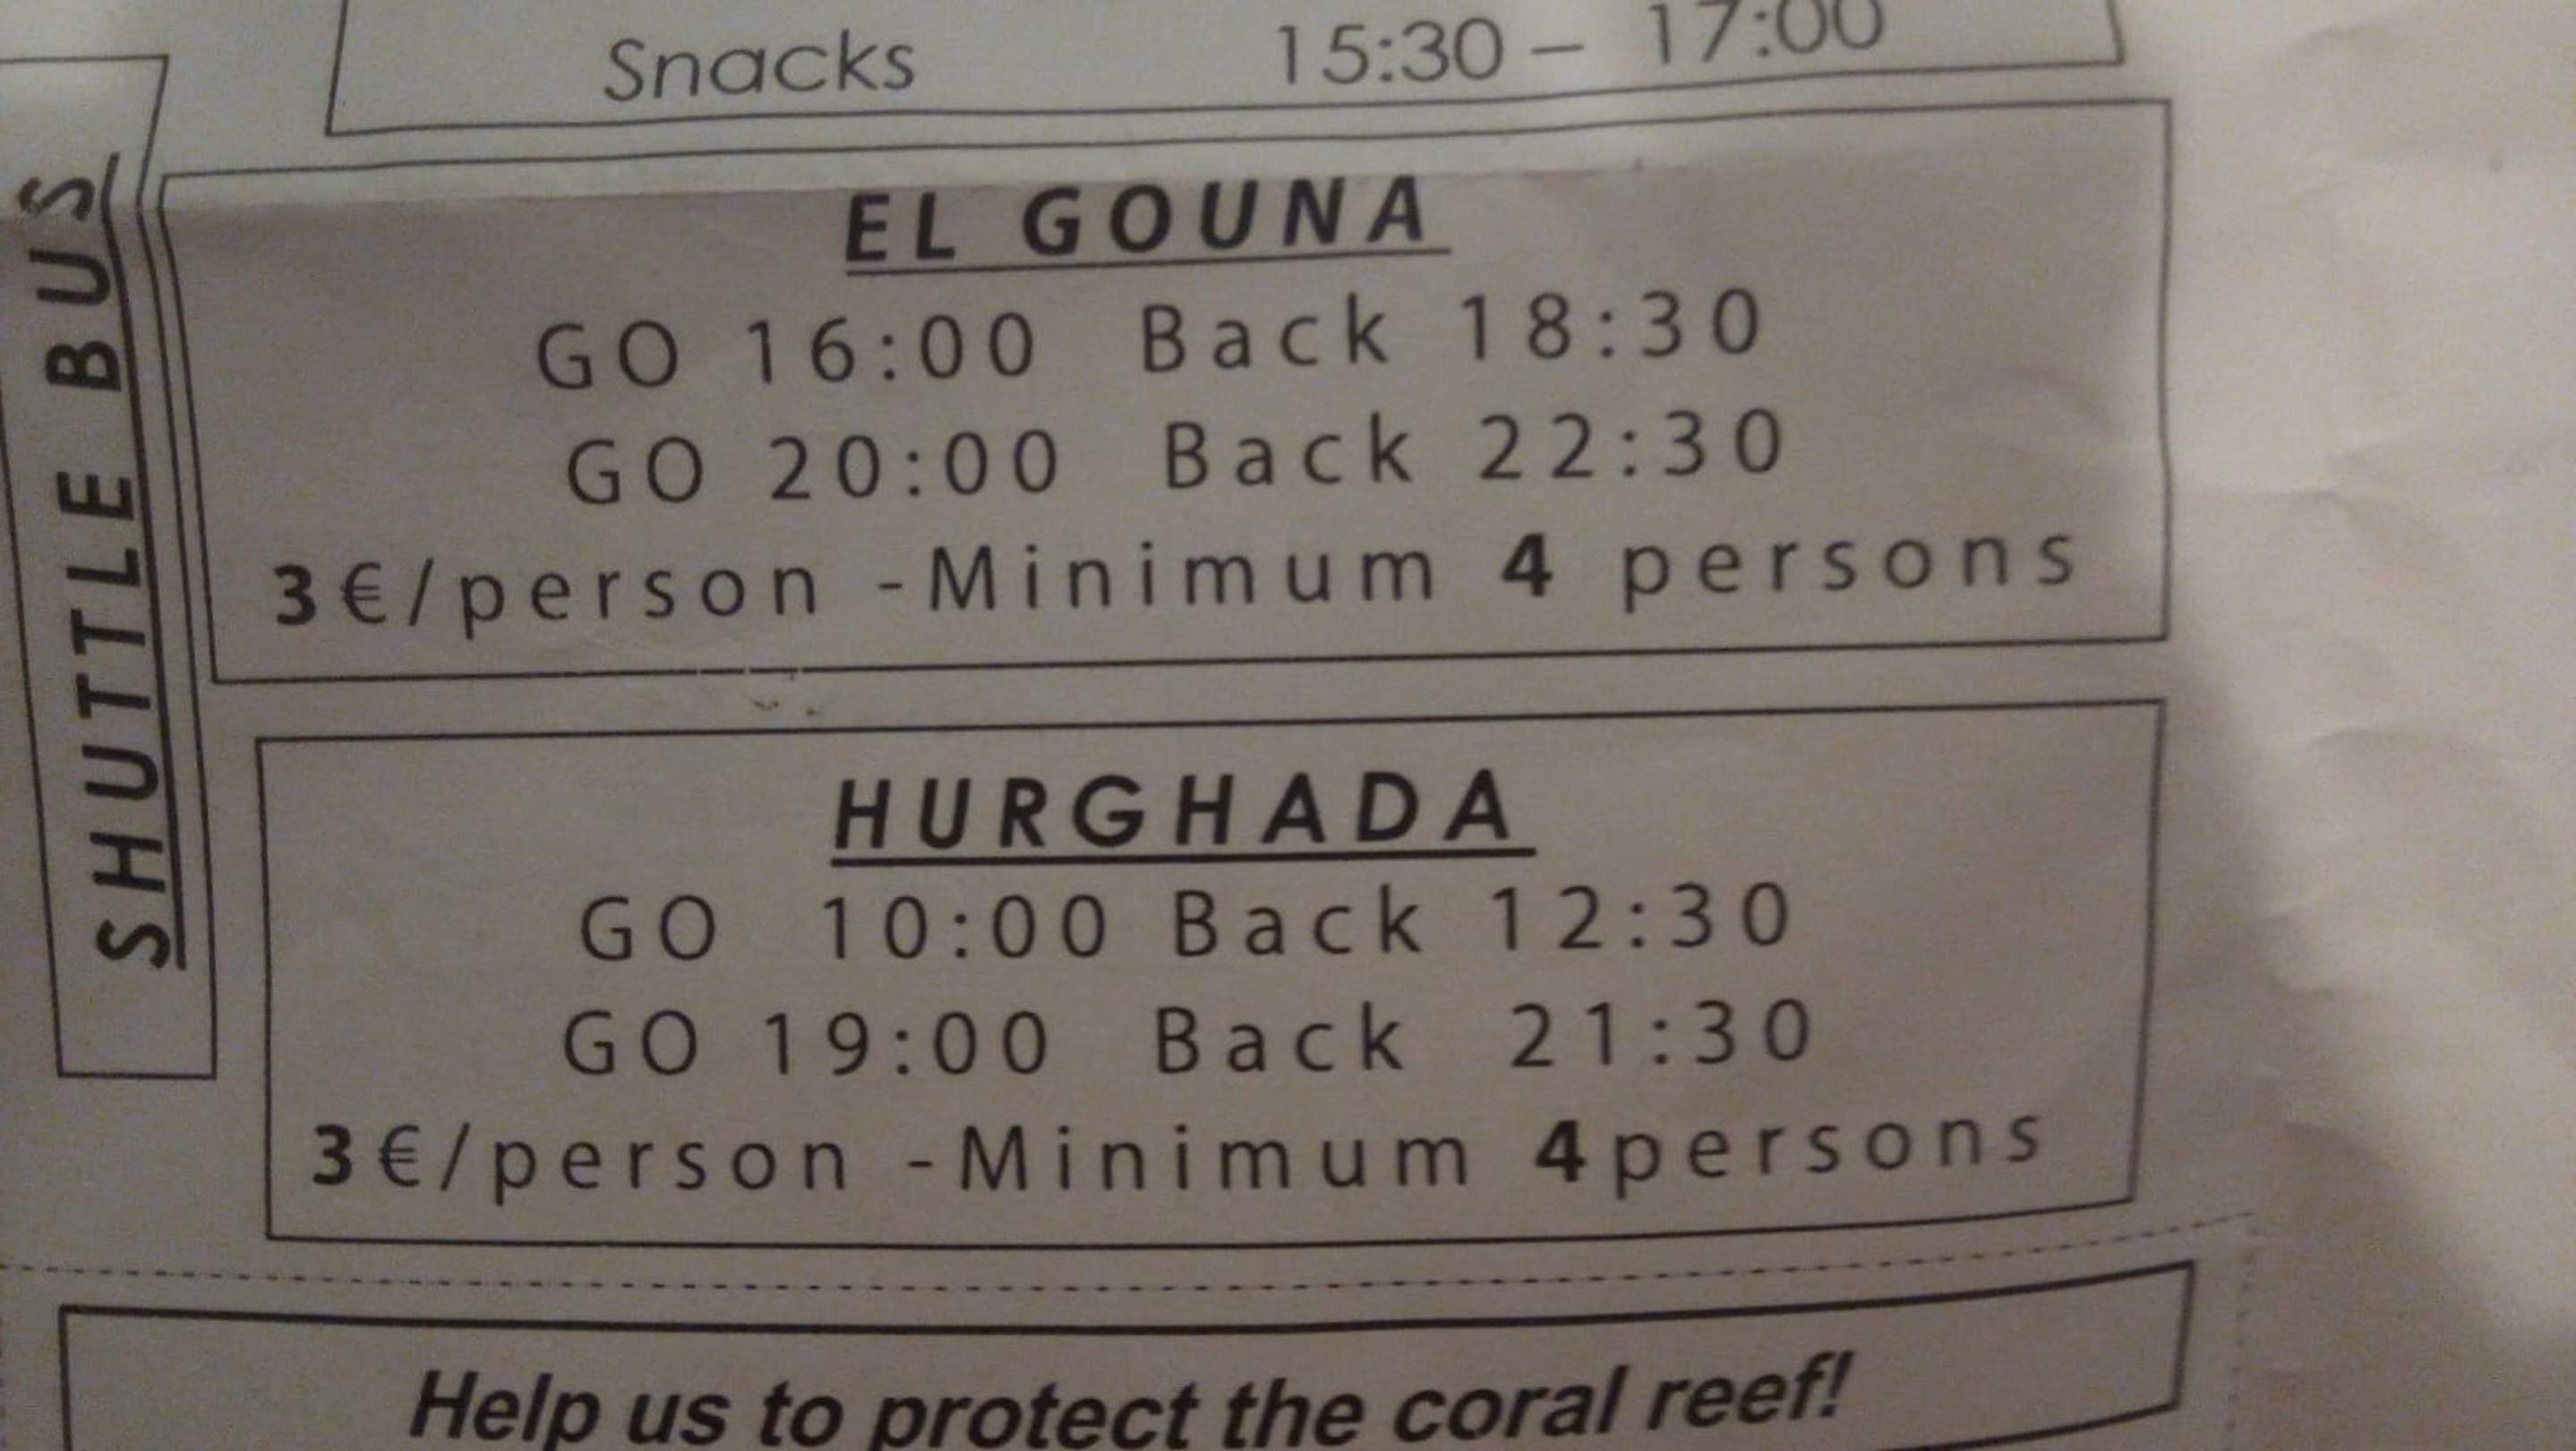 Snacks 15:30 – 17:00
SHUTTLE BUS
EL GOUNA
GO 16:00 Back 18:30
GO 20:00 Back 22:30
3€/person -Minimum 4 persons
HURGHADA
GO 10:00 Back 12:30
GO 19:00 Back 21:30
3€/person -Minimum 4persons
Help us to protect the coral reef!